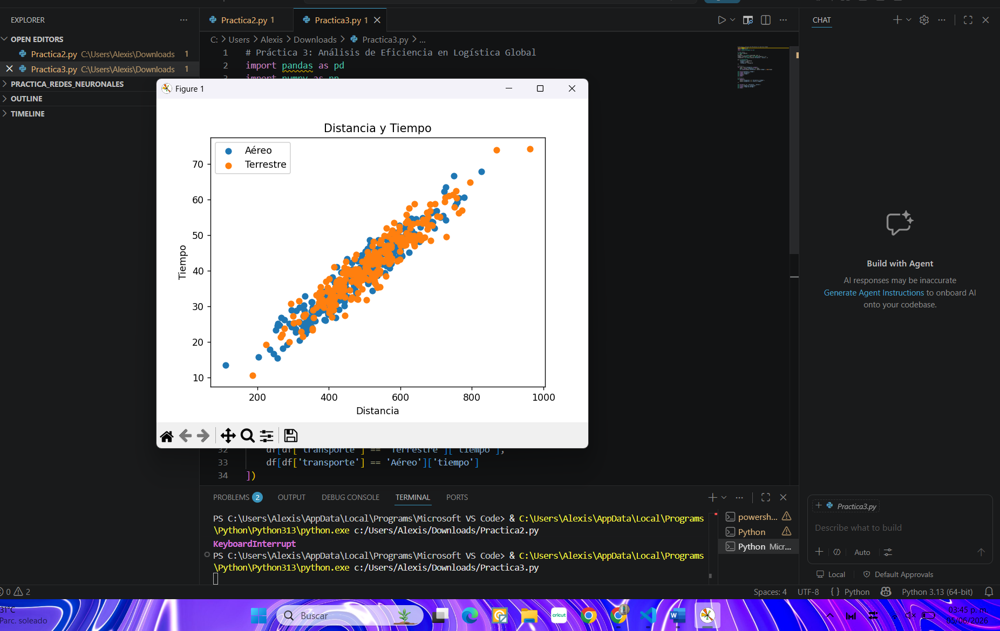 EXPLORER
OPEN EDITORS
Practica2.py C:\Users\Alexis\Downloads 1
Practica3.py C:\Users\Alexis\Downloads 1
PRACTICA_REDES_NEURONALES
OUTLINE
TIMELINE
Practica2.py 1
Practica3.py 1
C: > Users > Alexis > Downloads > Practica3.py > ...
1 # Práctica 3: Análisis de Eficiencia en Logística Global
2 import pandas as pd
3 import numpy as np
Figure 1
Distancia y Tiempo
Aéreo
Terrestre
Tiempo
70
60
50
40
30
20
10
200 400 600 800 1000
Distancia
32 df[df['transporte'] == 'Terrestre']['tiempo'],
33 df[df['transporte'] == 'Aéreo']['tiempo']
34 ])
PROBLEMS 2 OUTPUT DEBUG CONSOLE TERMINAL PORTS
PS C:\Users\Alexis\AppData\Local\Programs\Microsoft VS Code> & C:\Users\Alexis\AppData\Local\Programs
\Python\Python313\python.exe c:/Users/Alexis/Downloads/Practica2.py
KeyboardInterrupt
PS C:\Users\Alexis\AppData\Local\Programs\Microsoft VS Code> & C:\Users\Alexis\AppData\Local\Programs
\Python\Python313\python.exe c:/Users/Alexis/Downloads/Practica3.py
powersh...
Python
Python Micr...
CHAT
Build with Agent
AI responses may be inaccurate
Generate Agent Instructions to onboard AI
onto your codebase.
Practica3.py
Describe what to build
Auto
Local Default Approvals
0 2
Spaces: 4 UTF-8 { } Python Python 3.13 (64-bit)
31°C
Parc. soleado
Buscar
cricut
03:45 p. m.
05/06/2026